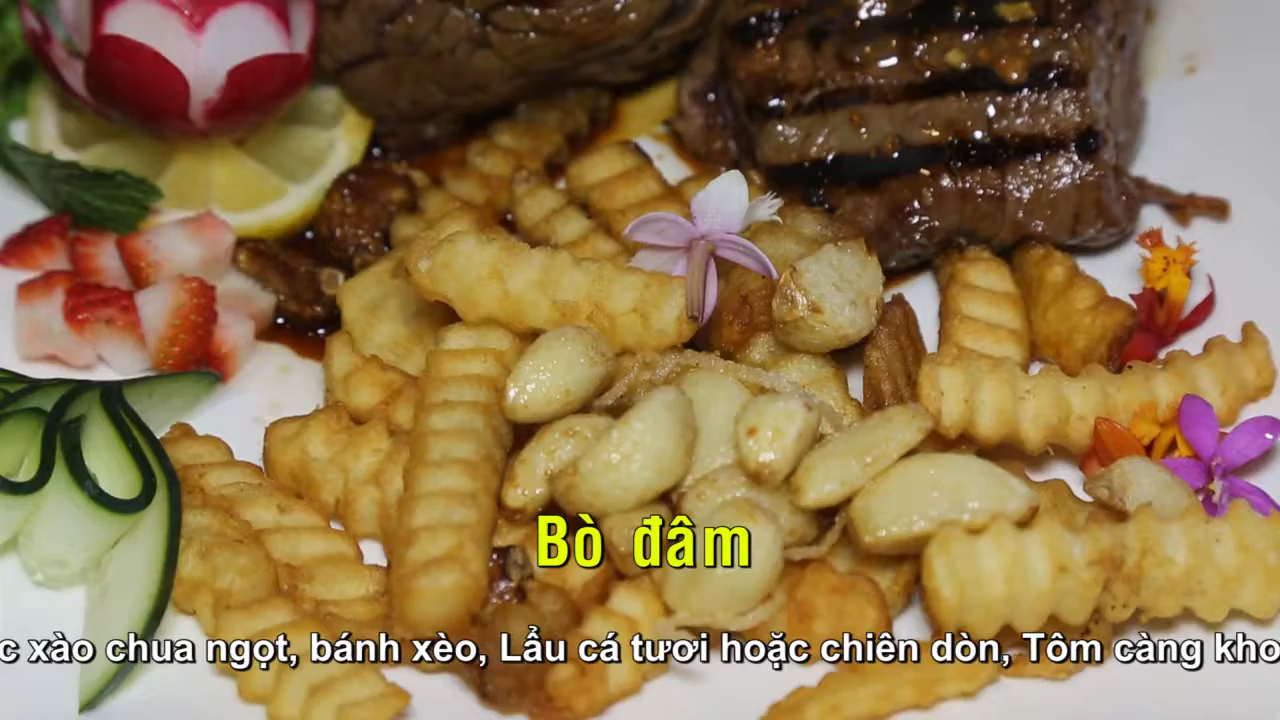 Bò đâm
c xào chua ngọt, bánh xèo, Lẩu cá tươi hoặc chiên dòn, Tôm càng kho